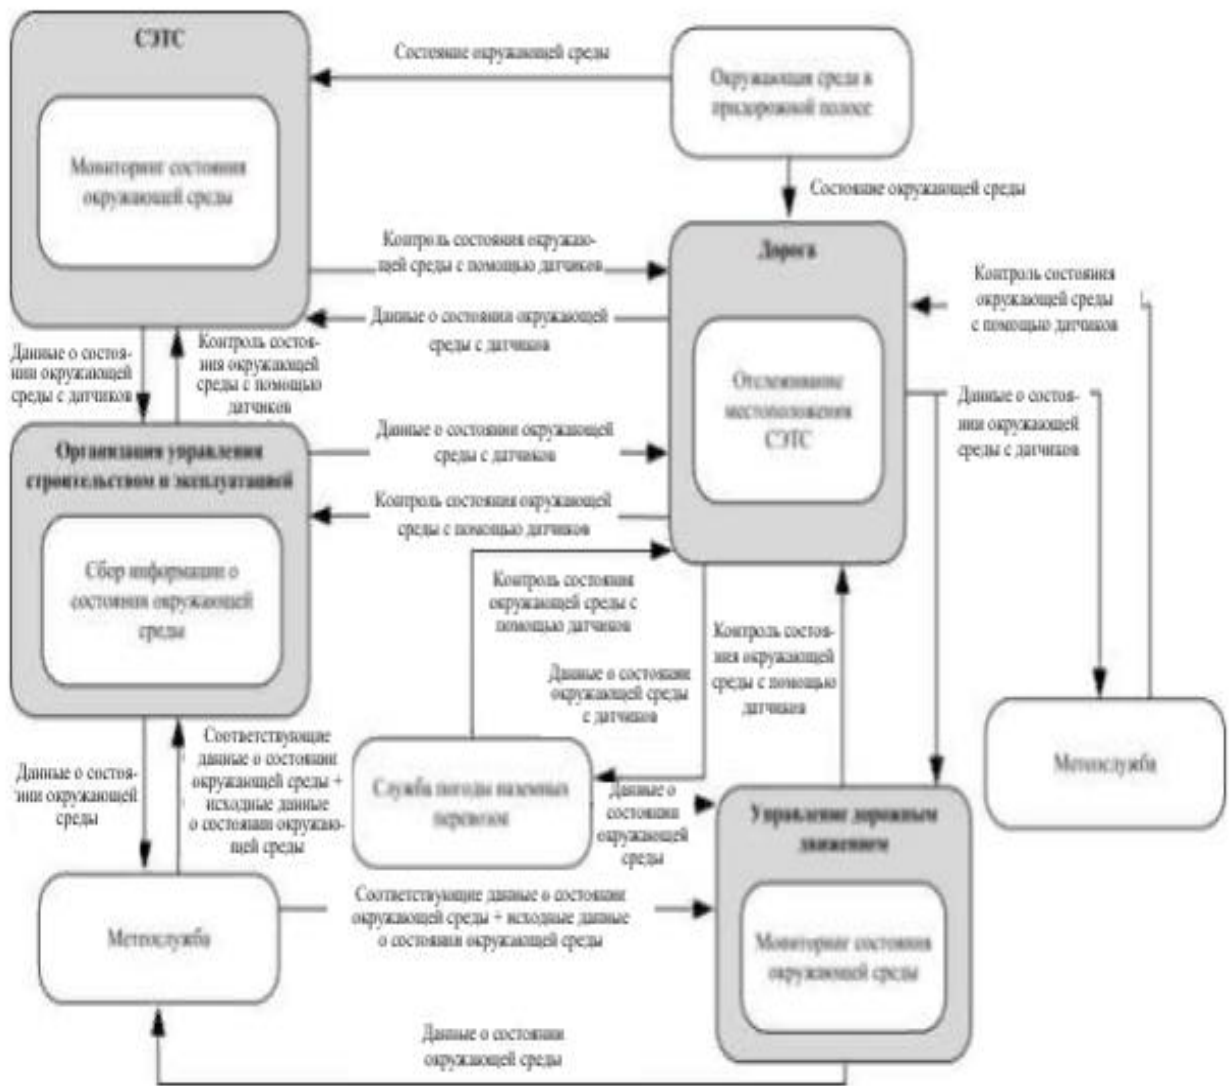 СЭТС
Мониторинг состояния
окружающей среды
Состояние окружающей среды
Окружающая среда в
придорожной полосе
Состояние окружающей среды
Контроль состояния окружаю-
щей среды с помощью датчиков
Данные о состоянии окружающей
среды с датчиков
Дорога
Отслеживание
местоположения
СЭТС
Контроль состояния
окружающей среды
с помощью датчиков
Данные о состоя-
нии окружающей
среды с датчиков
Контроль состоя-
ния окружающей
среды с помощью
датчиков
Данные о состоя-
нии окружающей
среды с датчиков
Организация управления
строительством и эксплуатацией
Сбор информации о
состоянии окружающей
среды
Данные о состоянии окружающей
среды с датчиков
Контроль состояния окружающей
среды с помощью датчиков
Контроль состояния
окружающей среды с
помощью датчиков
Данные о состоянии
окружающей среды
с датчиков
Контроль состоя-
ния окружающей
среды с помощью
датчиков
Данные о состоя-
нии окружающей
среды
Соответствующие
данные о состоянии
окружающей среды +
исходные данные
о состоянии окружаю-
щей среды
Служба погоды наземных
перевозок
Данные о
состоянии
окружающей
среды
Метеослужба
Управление дорожным
движением
Мониторинг состояния
окружающей среды
Метеослужба
Соответствующие данные о состоянии
окружающей среды + исходные данные
о состоянии окружающей среды
Данные о состоянии
окружающей среды